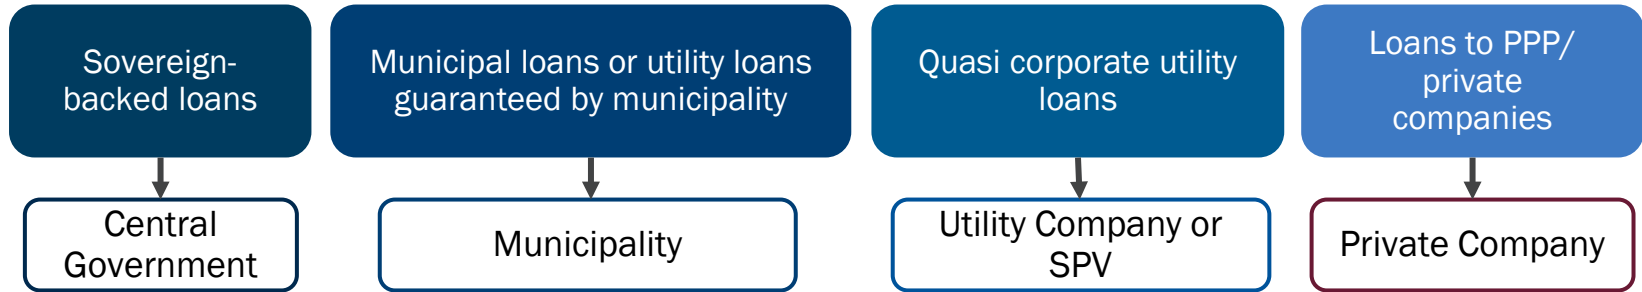 Sovereign-
backed loans
Municipal loans or utility loans
guaranteed by municipality
Quasi corporate utility
loans
Loans to PPP/
private
companies
Central
Government
Municipality
Utility Company or
SPV
Private Company